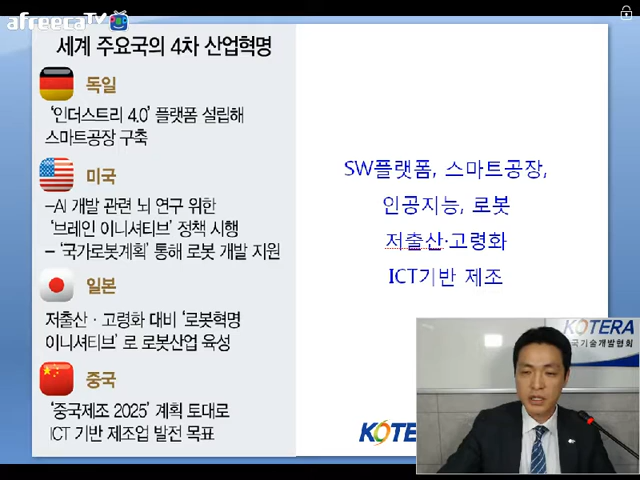 afreecaTV
세계 주요국의 4차 산업혁명
독일
‘인더스트리 4.0’ 플랫폼 설립해
스마트공장 구축
미국
–AI 개발 관련 뇌 연구 위한
‘브레인 이니셔티브’ 정책 시행
– ‘국가로봇계획’ 통해 로봇 개발 지원
일본
저출산 · 고령화 대비 ‘로봇혁명
이니셔티브’ 로 로봇산업 육성
중국
‘중국제조 2025’ 계획 토대로
ICT 기반 제조업 발전 목표
SW플랫폼, 스마트공장,
인공지능, 로봇
저출산·고령화
ICT기반 제조
KOTERA
국기술개발협회
KOTE